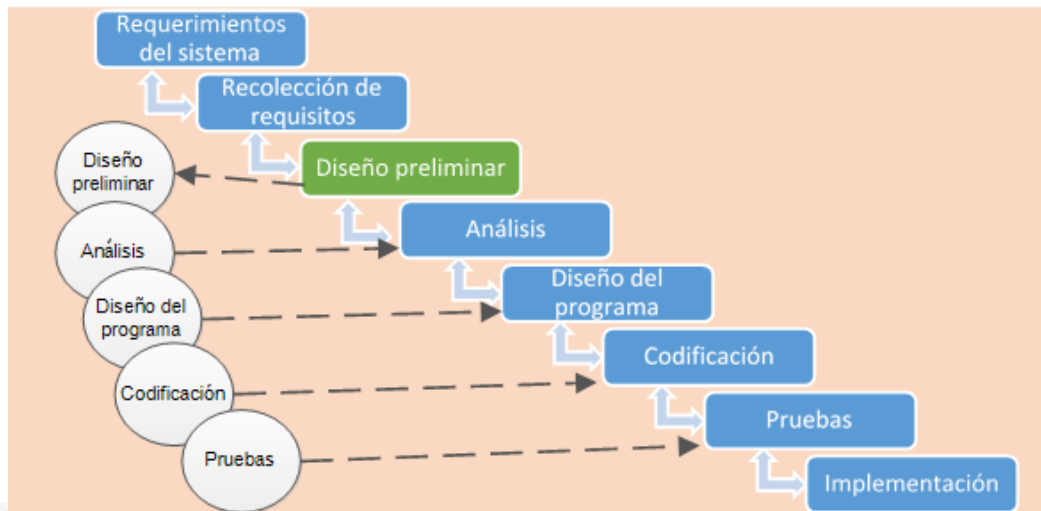 Requerimientos
del sistema
Recolección de
requisitos
Diseño preliminar
Análisis
Diseño del
programa
Codificación
Pruebas
Implementación
Diseño
preliminar
Análisis
Diseño del
programa
Codificación
Pruebas